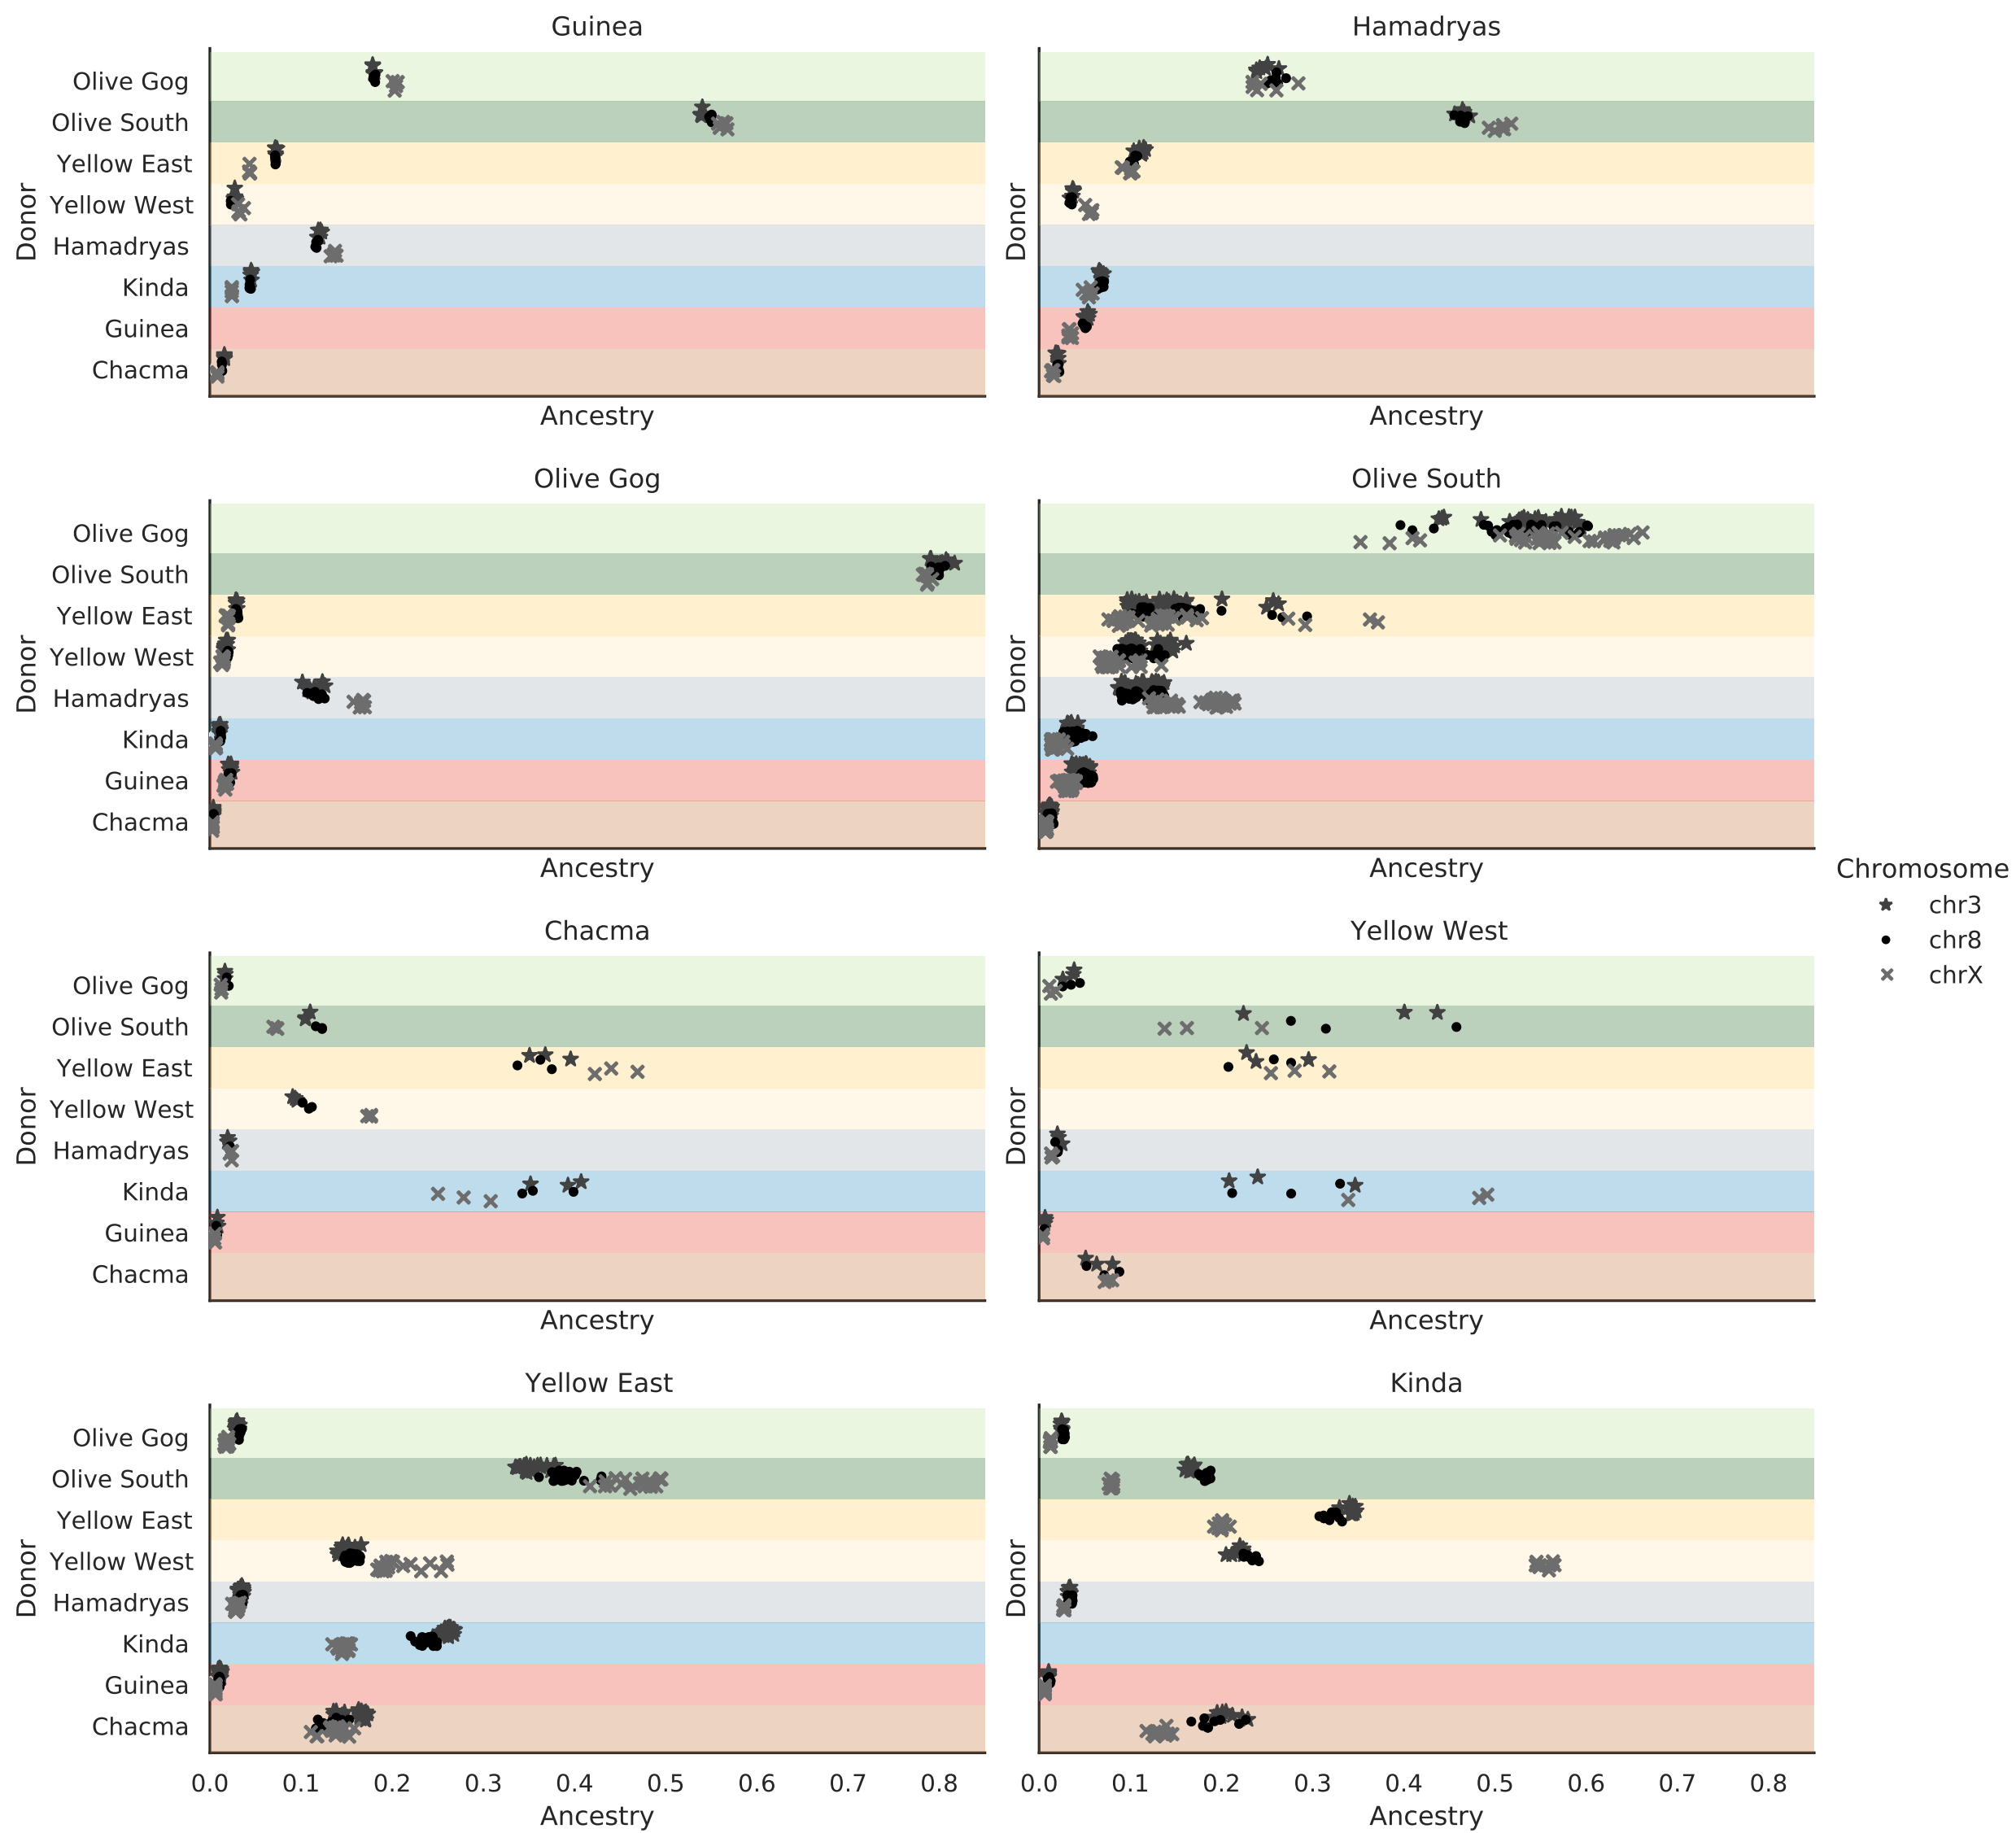 Guinea
Hamadryas
Donor
Olive Gog
Olive South
Yellow East
Yellow West
Hamadryas
Kinda
Guinea
Chacma
Donor
Ancestry
Ancestry
Olive Gog
Olive South
Donor
Olive Gog
Olive South
Yellow East
Yellow West
Hamadryas
Kinda
Guinea
Chacma
Donor
Ancestry
Ancestry
Chromosome
chr3
chr8
chrX
Chacma
Yellow West
Donor
Olive Gog
Olive South
Yellow East
Yellow West
Hamadryas
Kinda
Guinea
Chacma
Donor
Ancestry
Ancestry
Yellow East
Kinda
Donor
Olive Gog
Olive South
Yellow East
Yellow West
Hamadryas
Kinda
Guinea
Chacma
Donor
0.0 0.1 0.2 0.3 0.4 0.5 0.6 0.7 0.8
0.0 0.1 0.2 0.3 0.4 0.5 0.6 0.7 0.8
Ancestry
Ancestry